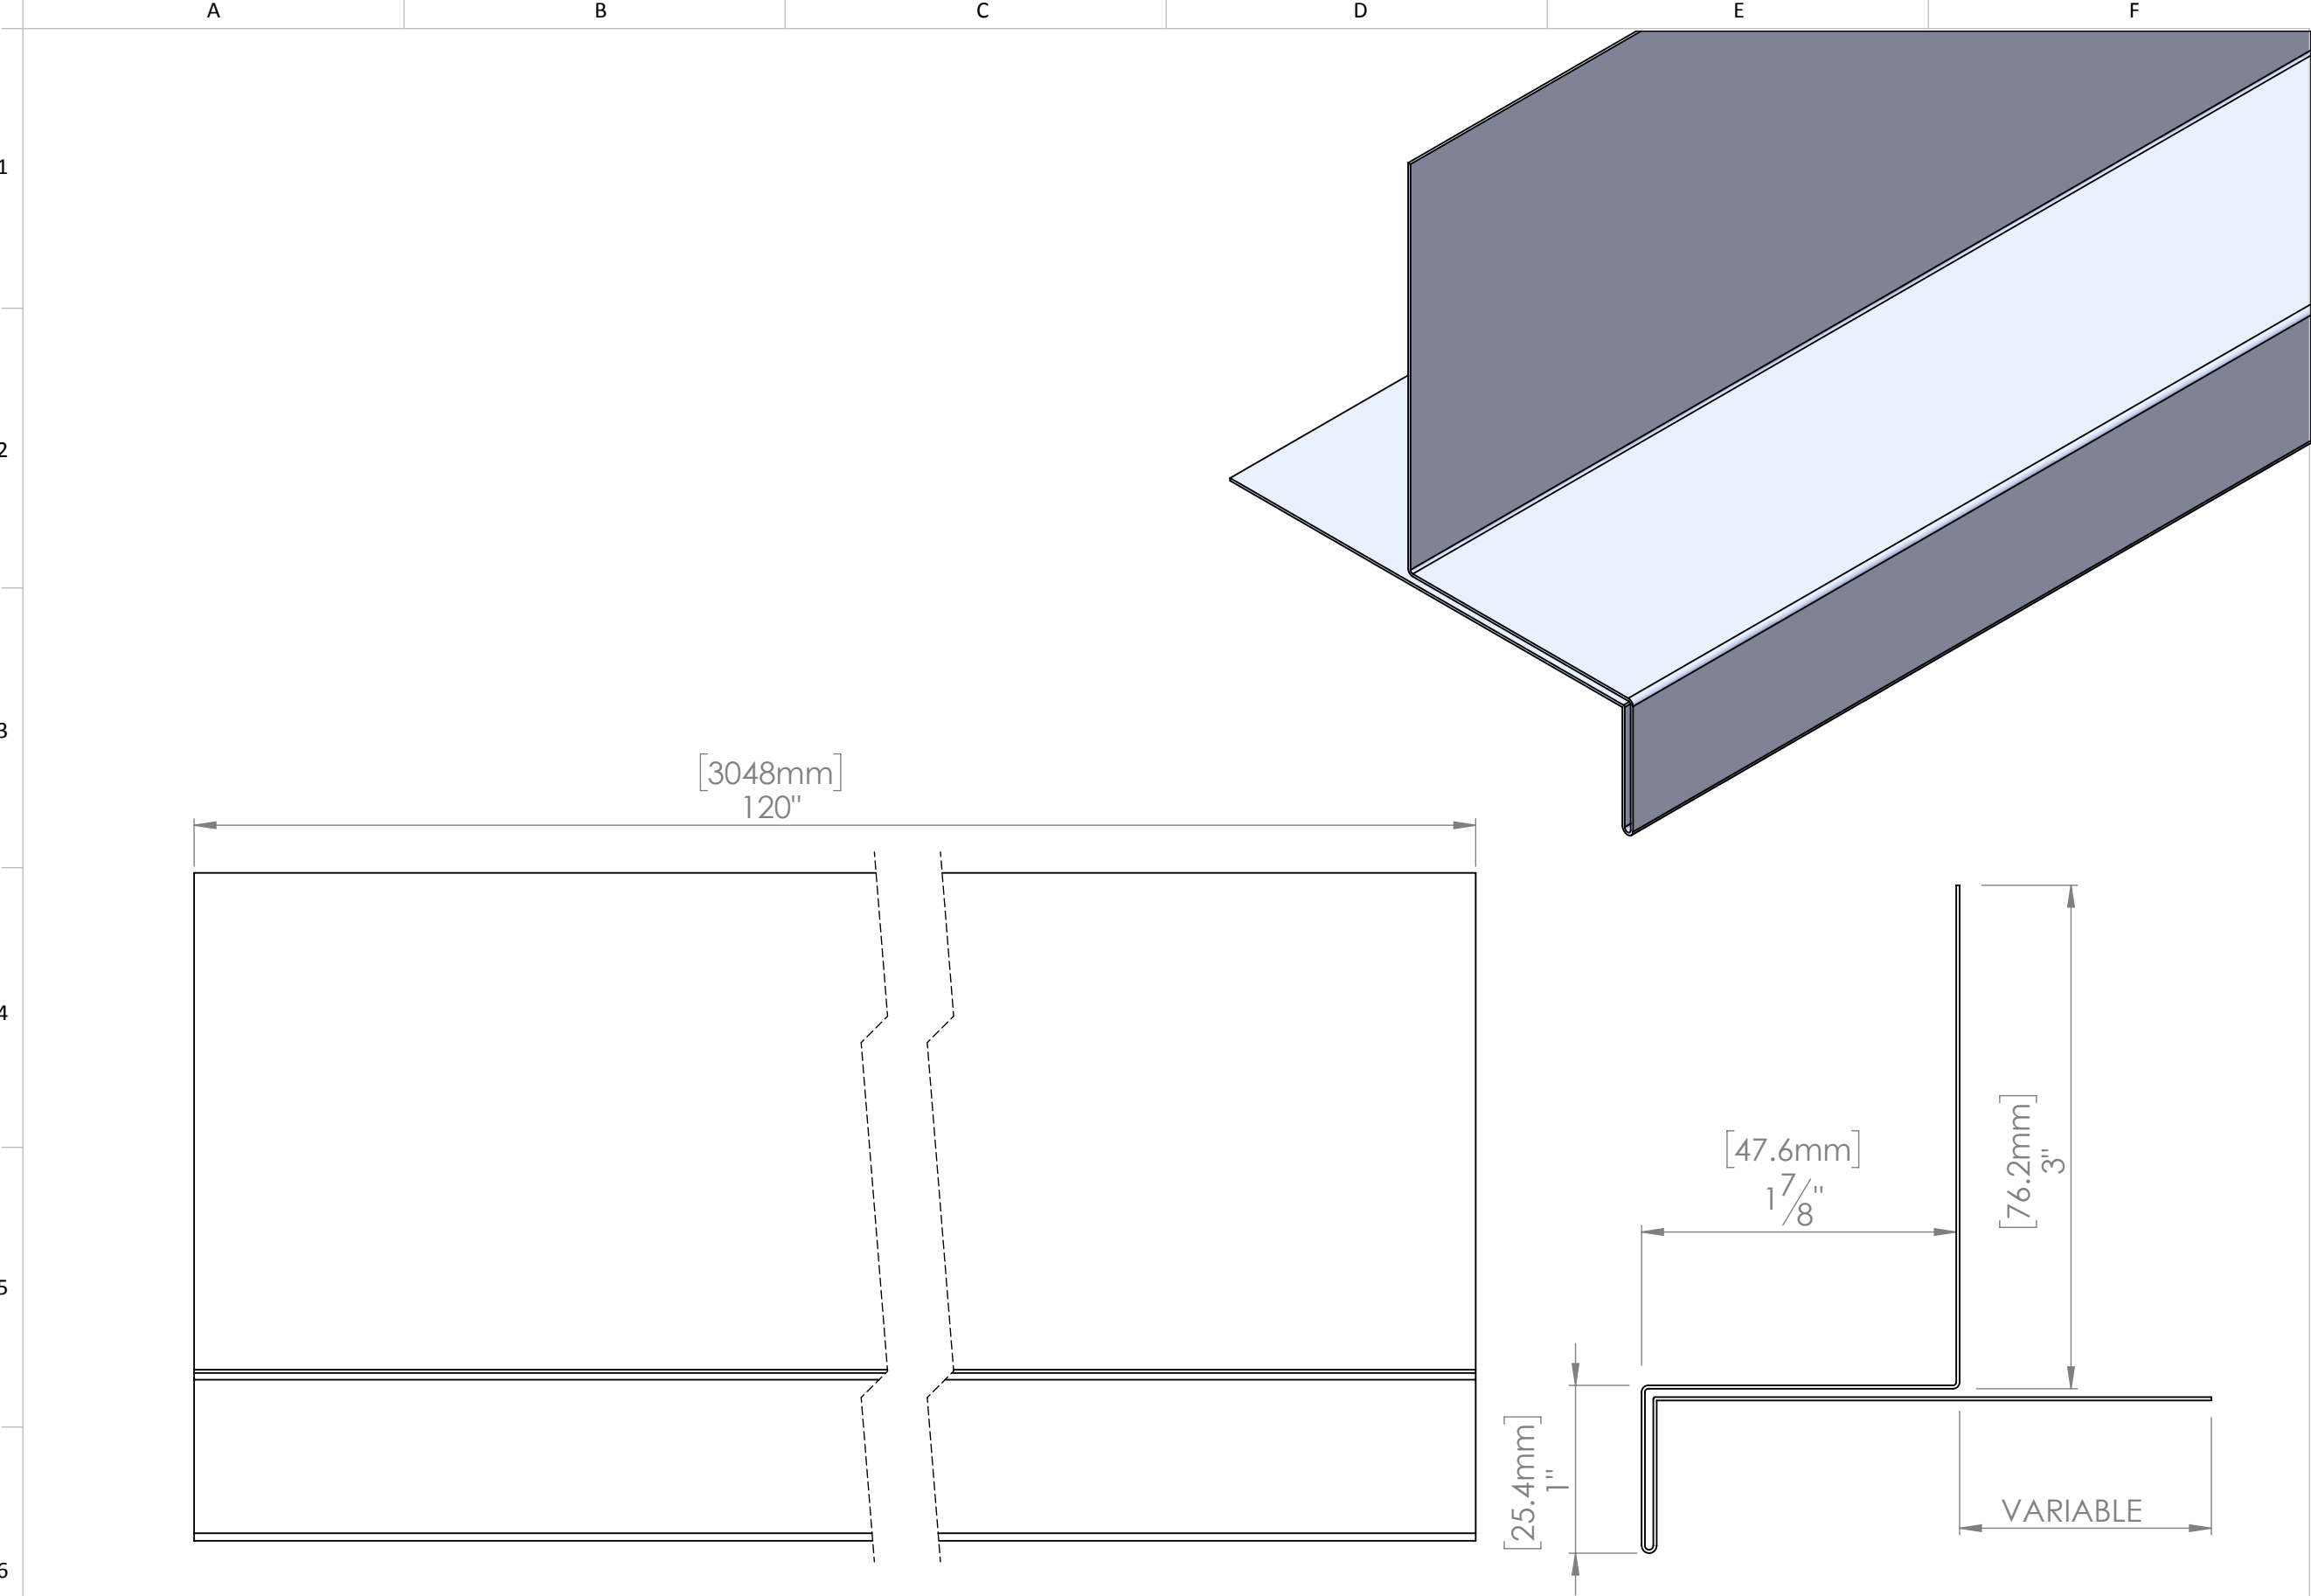 A B C D E F
1
2
3
[3048mm]
120"
4
[47.6mm]
1 7/8"
[76.2mm]
3"
5
[25.4mm]
1"
VARIABLE
6